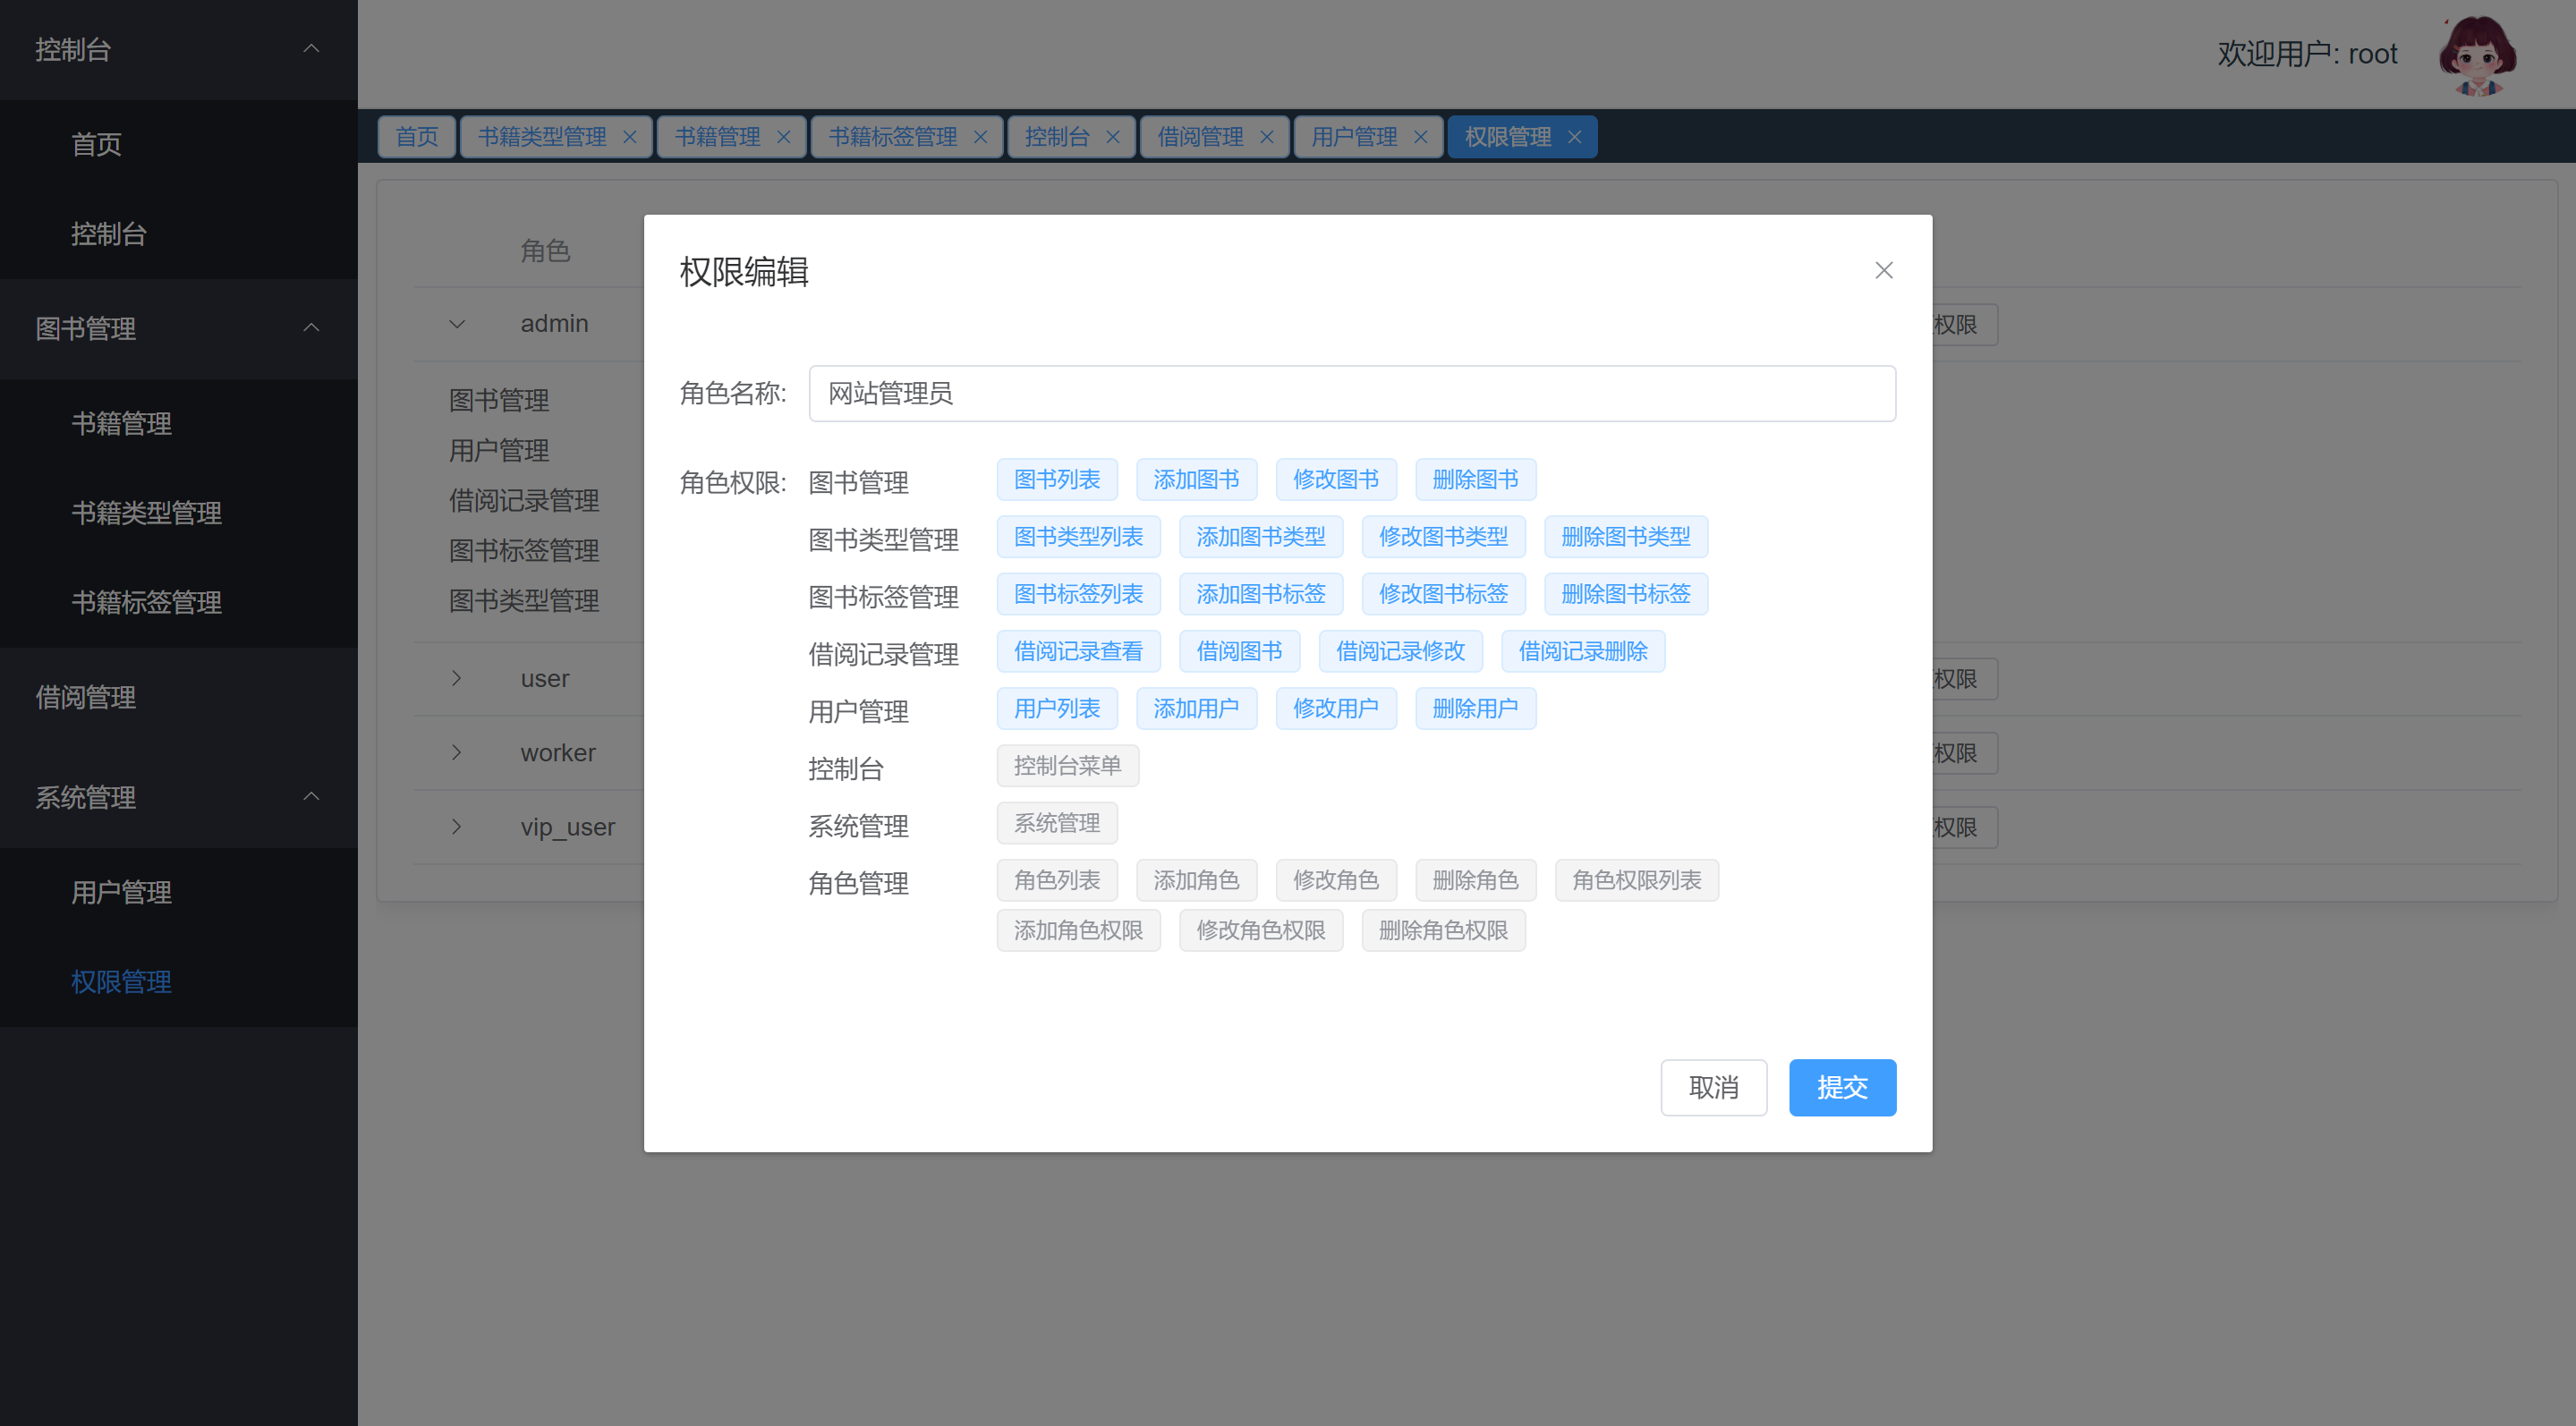 控制台
首页
控制台
图书管理
书籍管理
书籍类型管理
书籍标签管理
借阅管理
系统管理
用户管理
权限管理
欢迎用户: root
首页 书籍类型管理 书籍管理 书籍标签管理 控制台 借阅管理 用户管理 权限管理
角色
admin 权限
图书管理
用户管理
借阅记录管理
图书标签管理
图书类型管理
user 权限
worker 权限
vip_user 权限
权限编辑
角色名称: 网站管理员
角色权限: 图书管理 图书列表 添加图书 修改图书 删除图书
图书类型管理 图书类型列表 添加图书类型 修改图书类型 删除图书类型
图书标签管理 图书标签列表 添加图书标签 修改图书标签 删除图书标签
借阅记录管理 借阅记录查看 借阅图书 借阅记录修改 借阅记录删除
用户管理 用户列表 添加用户 修改用户 删除用户
控制台 控制台菜单
系统管理 系统管理
角色管理 角色列表 添加角色 修改角色 删除角色 角色权限列表
添加角色权限 修改角色权限 删除角色权限
取消 提交